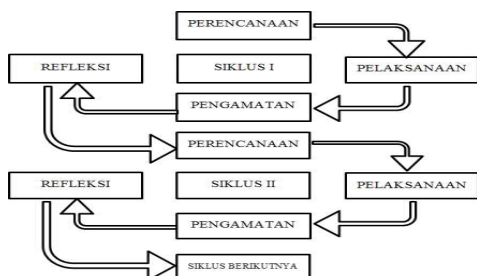 PERENCANAAN
REFLEKSI
SIKLUS I
PELAKSANAAN
PENGAMATAN
PERENCANAAN
REFLEKSI
SIKLUS II
PELAKSANAAN
PENGAMATAN
SIKLUS BERIKUTNYA